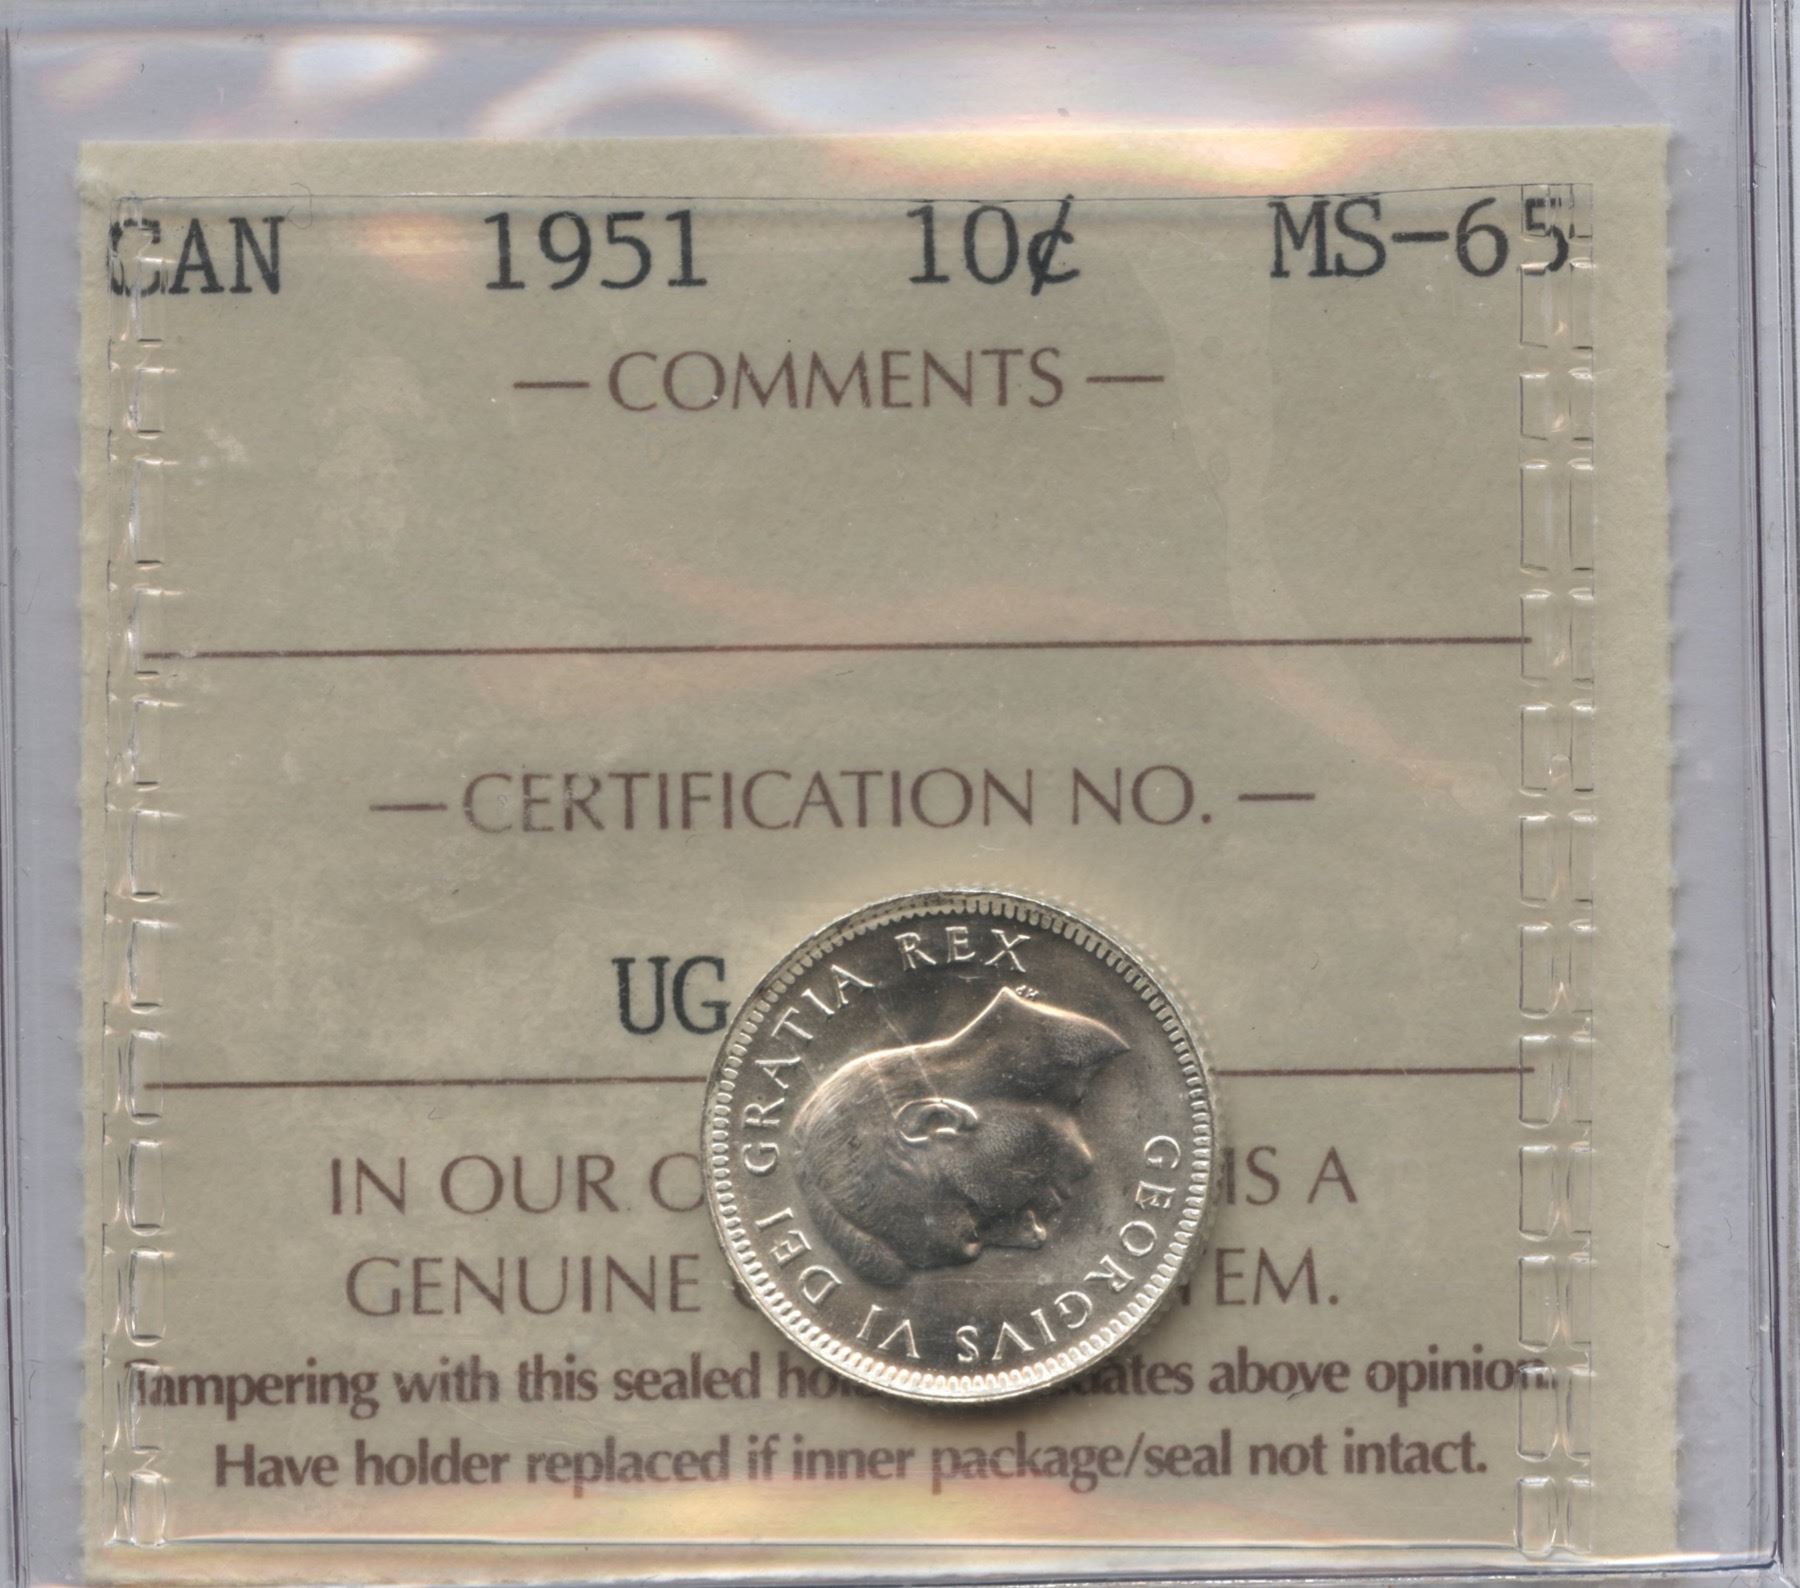 CAN 1951 10¢ MS-65
— COMMENTS —
— CERTIFICATION NO. —
UG
IN OUR O IS A
GENUINE EM.
Tampering with this sealed ho dates above opinion.
Have holder replaced if inner package/seal not intact.
GEORGIVS VI DEI GRATIA REX